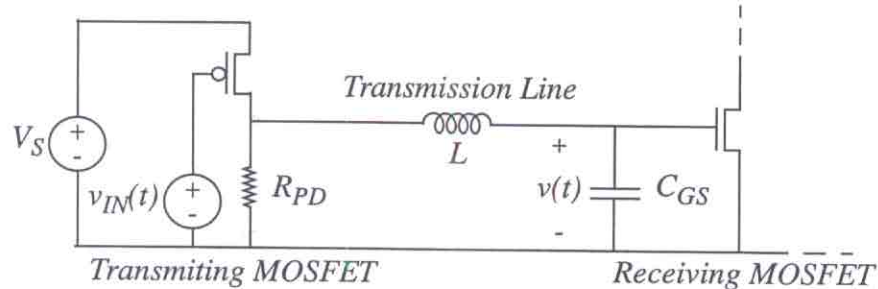 Transmission Line
L
V_S
+
-
v_IN(t)
+
-
R_PD
+
v(t)
-
C_GS
Transmiting MOSFET
Receiving MOSFET